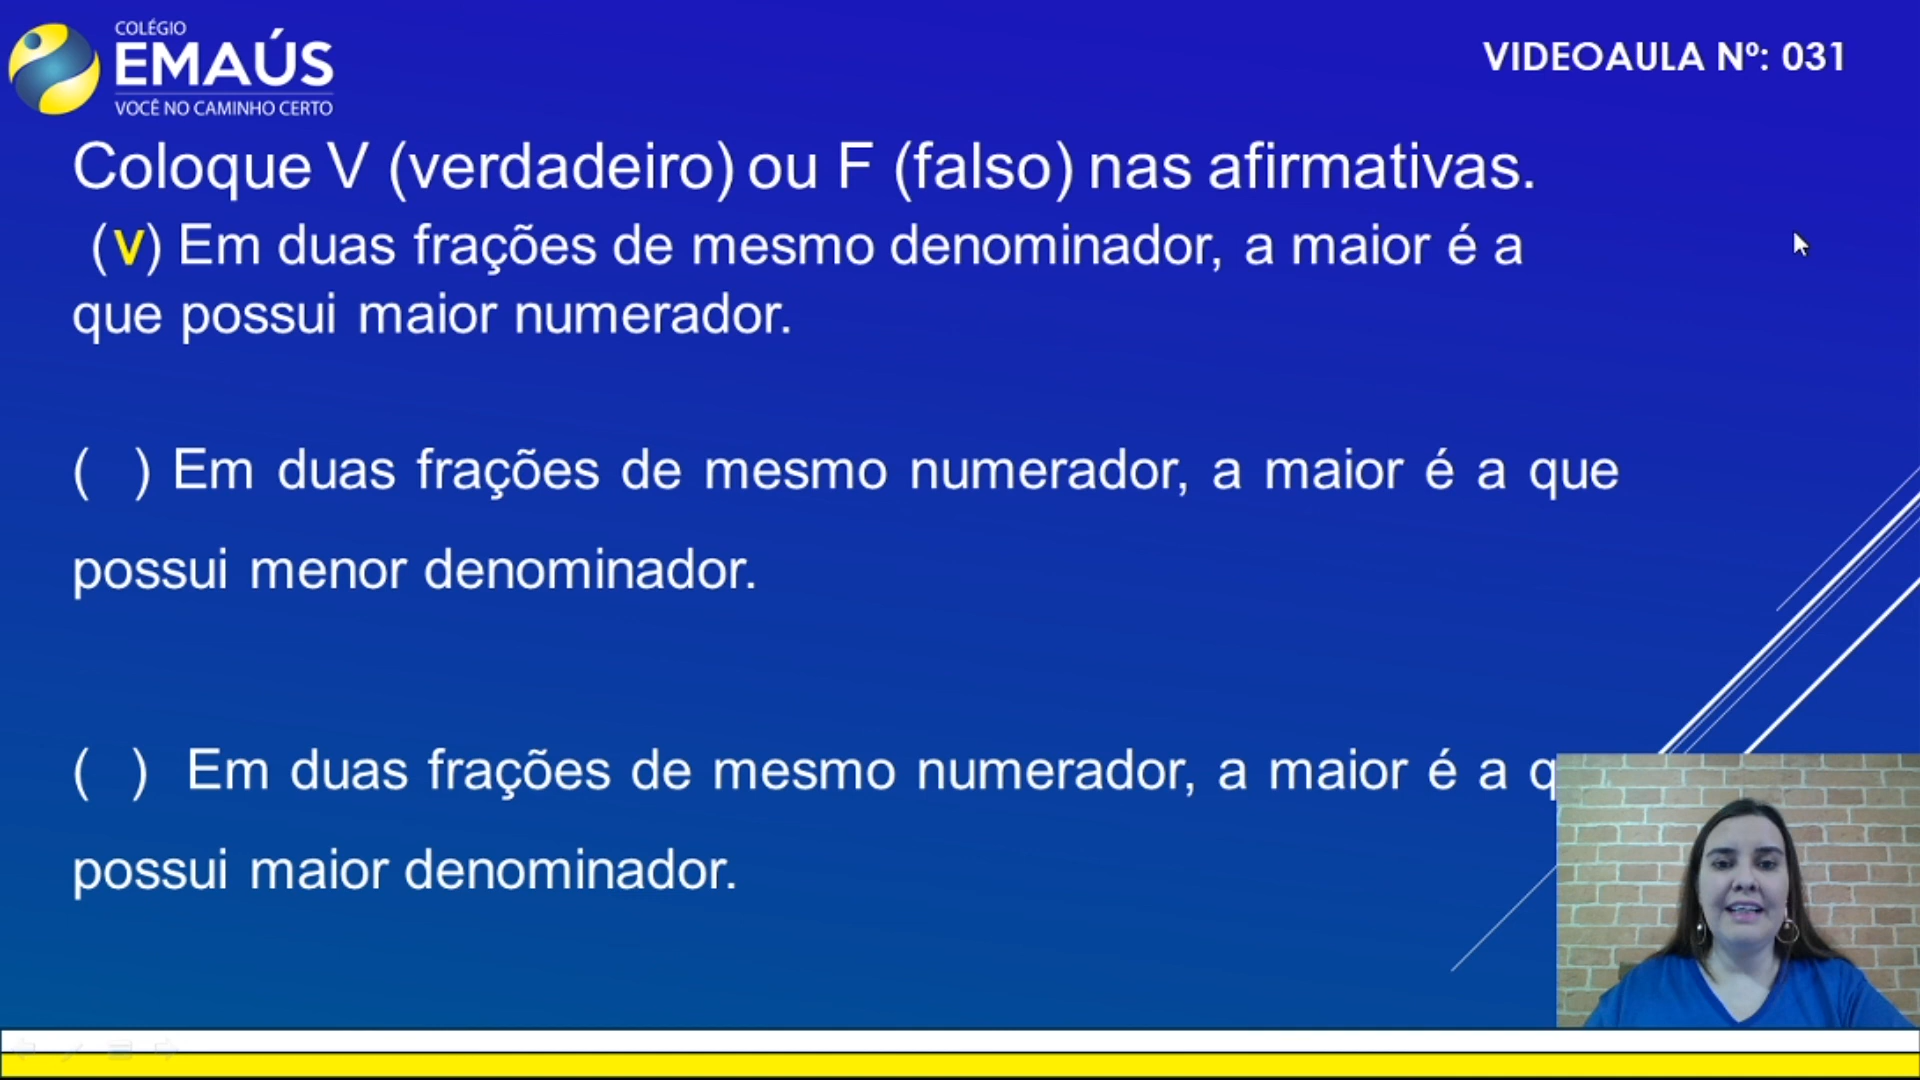 COLÉGIO
EMAÚS
VOCÊ NO CAMINHO CERTO
VIDEOAULA Nº: 031
Coloque V (verdadeiro) ou F (falso) nas afirmativas.
(V) Em duas frações de mesmo denominador, a maior é a
que possui maior numerador.
( ) Em duas frações de mesmo numerador, a maior é a que
possui menor denominador.
( ) Em duas frações de mesmo numerador, a maior é a q
possui maior denominador.